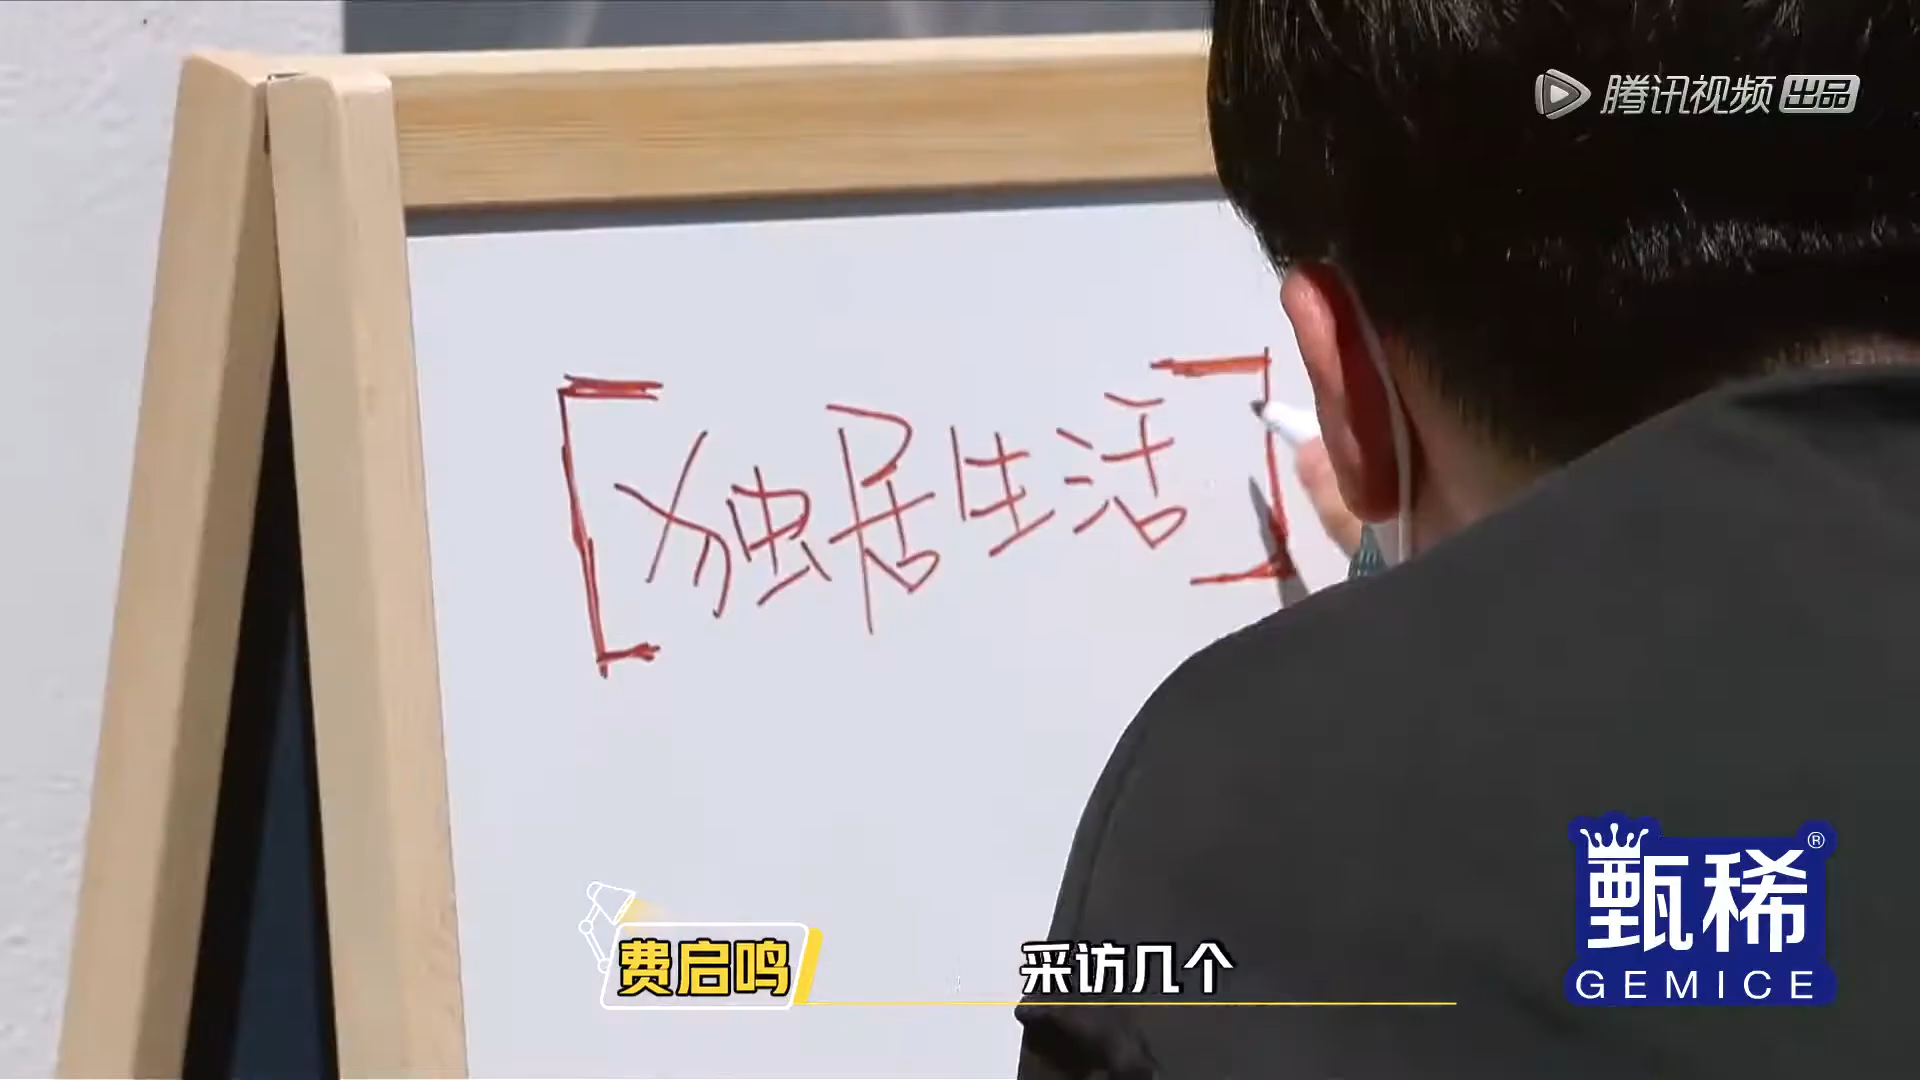 腾讯视频 出品
[独居生活]
甄稀®
GEMICE
费启鸣 采访几个